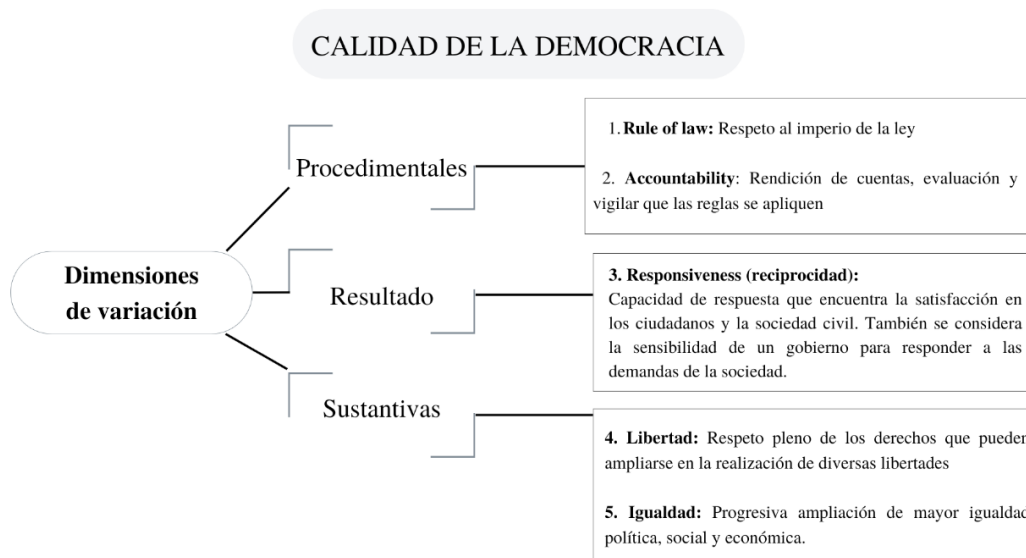 CALIDAD DE LA DEMOCRACIA
Dimensiones
de variación
Procedimentales
1. Rule of law: Respeto al imperio de la ley
2. Accountability: Rendición de cuentas, evaluación y
vigilar que las reglas se apliquen
Resultado
3. Responsiveness (reciprocidad):
Capacidad de respuesta que encuentra la satisfacción en
los ciudadanos y la sociedad civil. También se considera
la sensibilidad de un gobierno para responder a las
demandas de la sociedad.
Sustantivas
4. Libertad: Respeto pleno de los derechos que pueden
ampliarse en la realización de diversas libertades
5. Igualdad: Progresiva ampliación de mayor igualdad
política, social y económica.